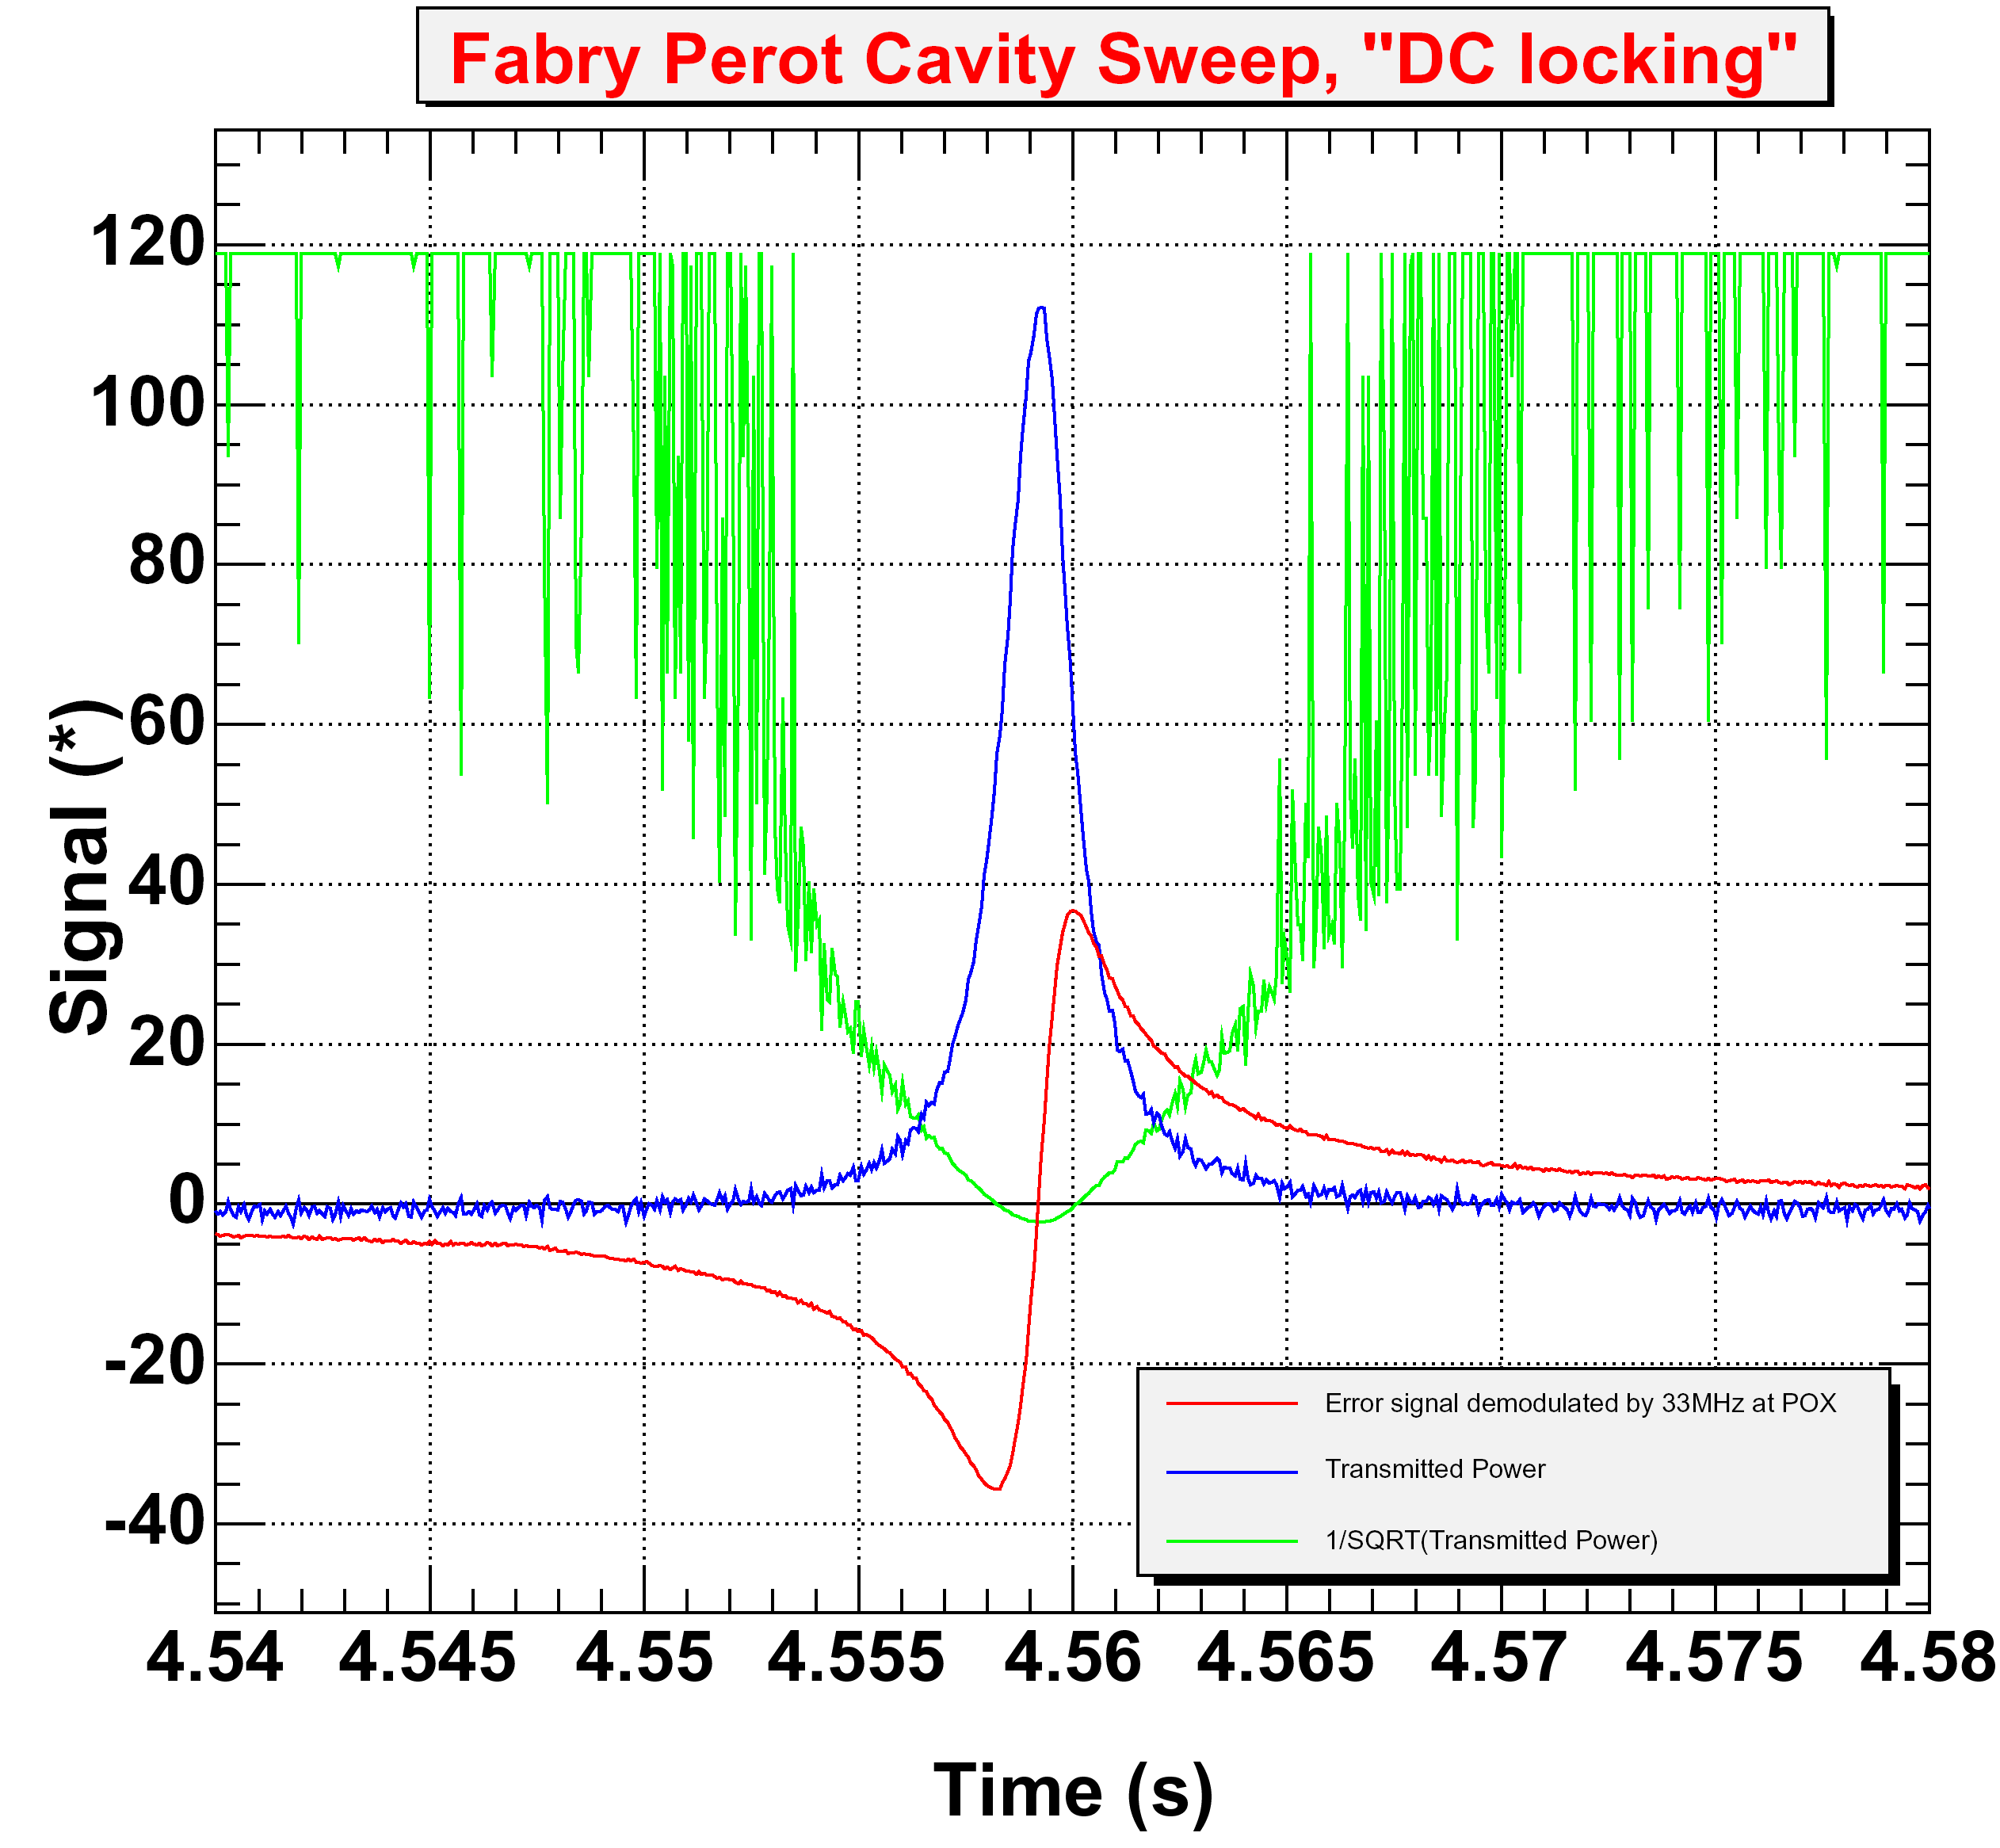 Fabry Perot Cavity Sweep, "DC locking"
Signal (*)
120
100
80
60
40
20
0
-20
-40
Error signal demodulated by 33MHz at POX
Transmitted Power
1/SQRT(Transmitted Power)
4.54 4.545 4.55 4.555 4.56 4.565 4.57 4.575 4.58
Time (s)